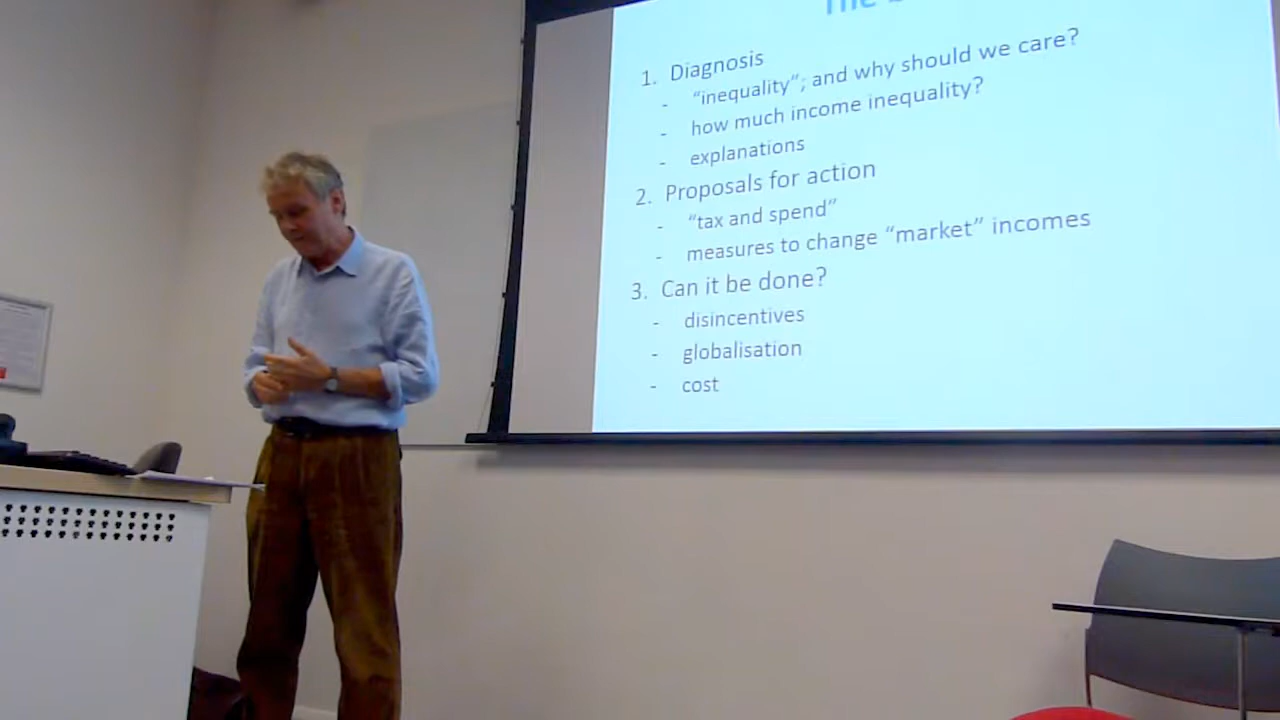 The
1. Diagnosis
- "inequality"; and why should we care?
- how much income inequality?
- explanations
2. Proposals for action
- "tax and spend"
- measures to change "market" incomes
3. Can it be done?
- disincentives
- globalisation
- cost